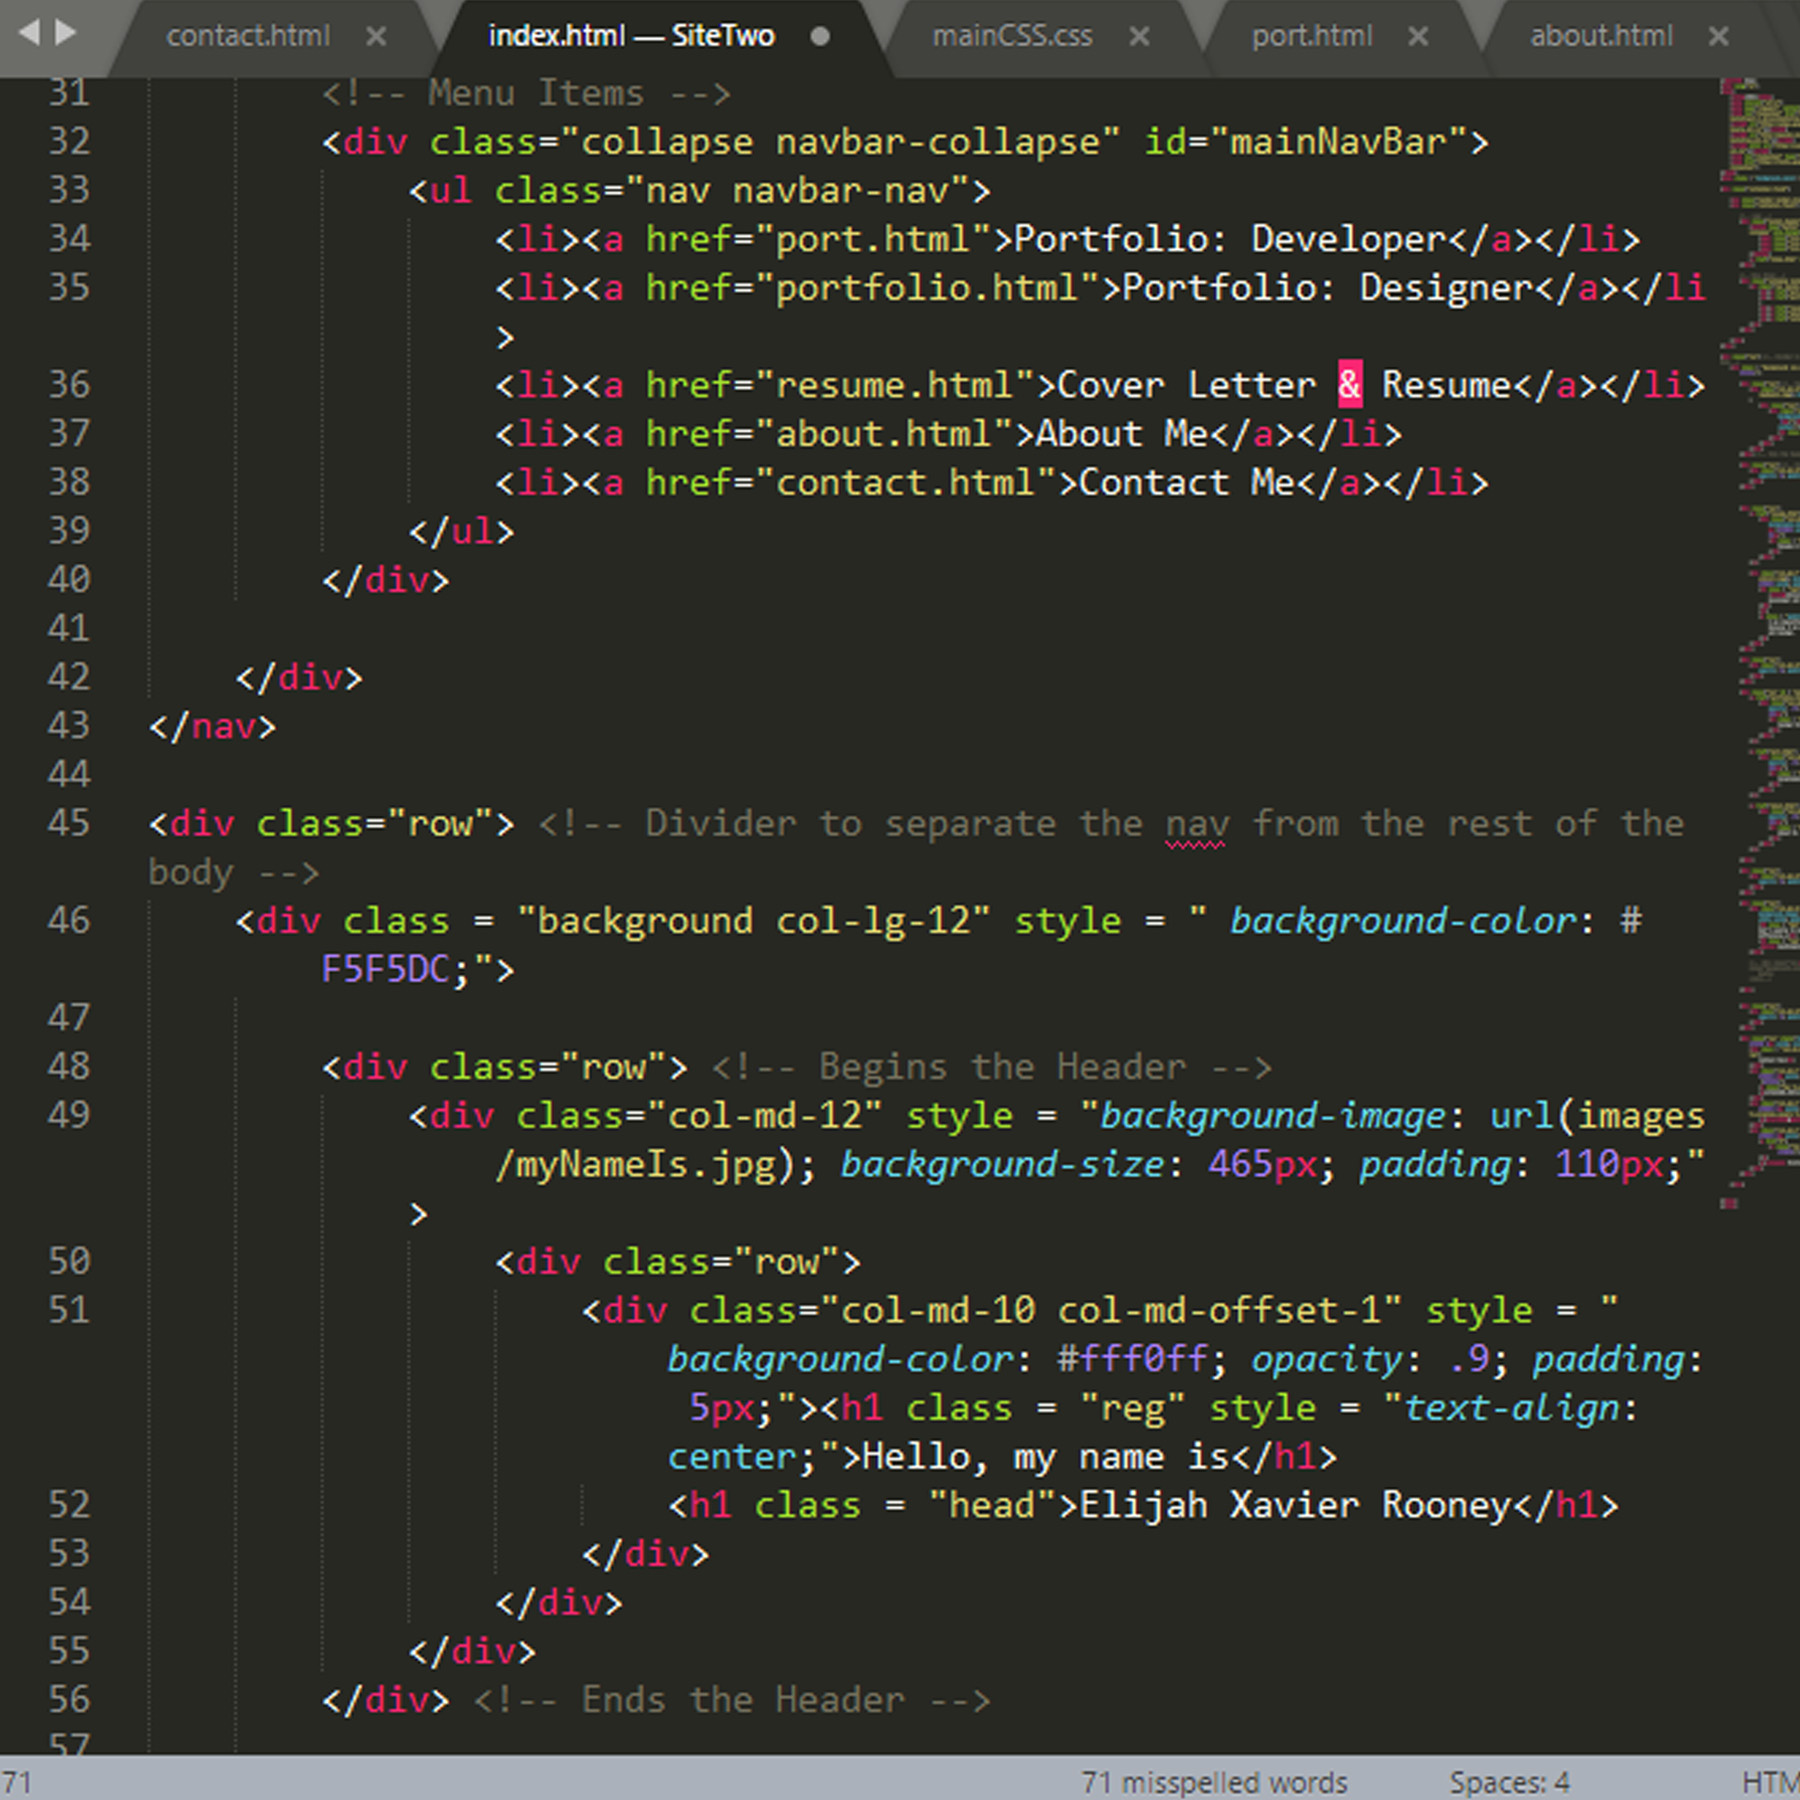 contact.html × index.html — SiteTwo mainCSS.css × port.html × about.html ×
31 <!-- Menu Items -->
32 <div class="collapse navbar-collapse" id="mainNavBar">
33 <ul class="nav navbar-nav">
34 <li><a href="port.html">Portfolio: Developer</a></li>
35 <li><a href="portfolio.html">Portfolio: Designer</a></li
>
36 <li><a href="resume.html">Cover Letter & Resume</a></li>
37 <li><a href="about.html">About Me</a></li>
38 <li><a href="contact.html">Contact Me</a></li>
39 </ul>
40 </div>
41
42 </div>
43 </nav>
44
45 <div class="row"> <!-- Divider to separate the nav from the rest of the
body -->
46 <div class = "background col-lg-12" style = " background-color: #
F5F5DC;">
47
48 <div class="row"> <!-- Begins the Header -->
49 <div class="col-md-12" style = "background-image: url(images
/myNameIs.jpg); background-size: 465px; padding: 110px;"
>
50 <div class="row">
51 <div class="col-md-10 col-md-offset-1" style = "
background-color: #fff0ff; opacity: .9; padding:
5px;"><h1 class = "reg" style = "text-align:
center;">Hello, my name is</h1>
52 <h1 class = "head">Elijah Xavier Rooney</h1>
53 </div>
54 </div>
55 </div>
56 </div> <!-- Ends the Header -->
57
71 71 misspelled words Spaces: 4 HTM